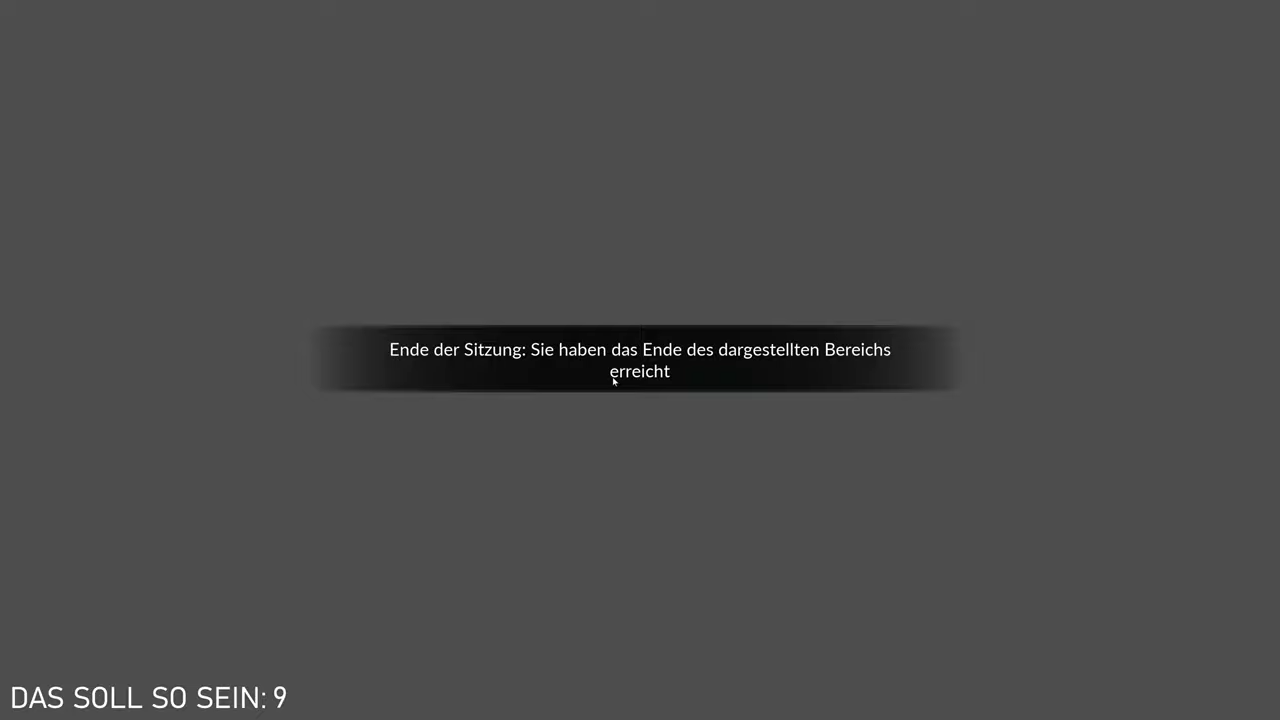 Ende der Sitzung: Sie haben das Ende des dargestellten Bereichs
erreicht
DAS SOLL SO SEIN: 9